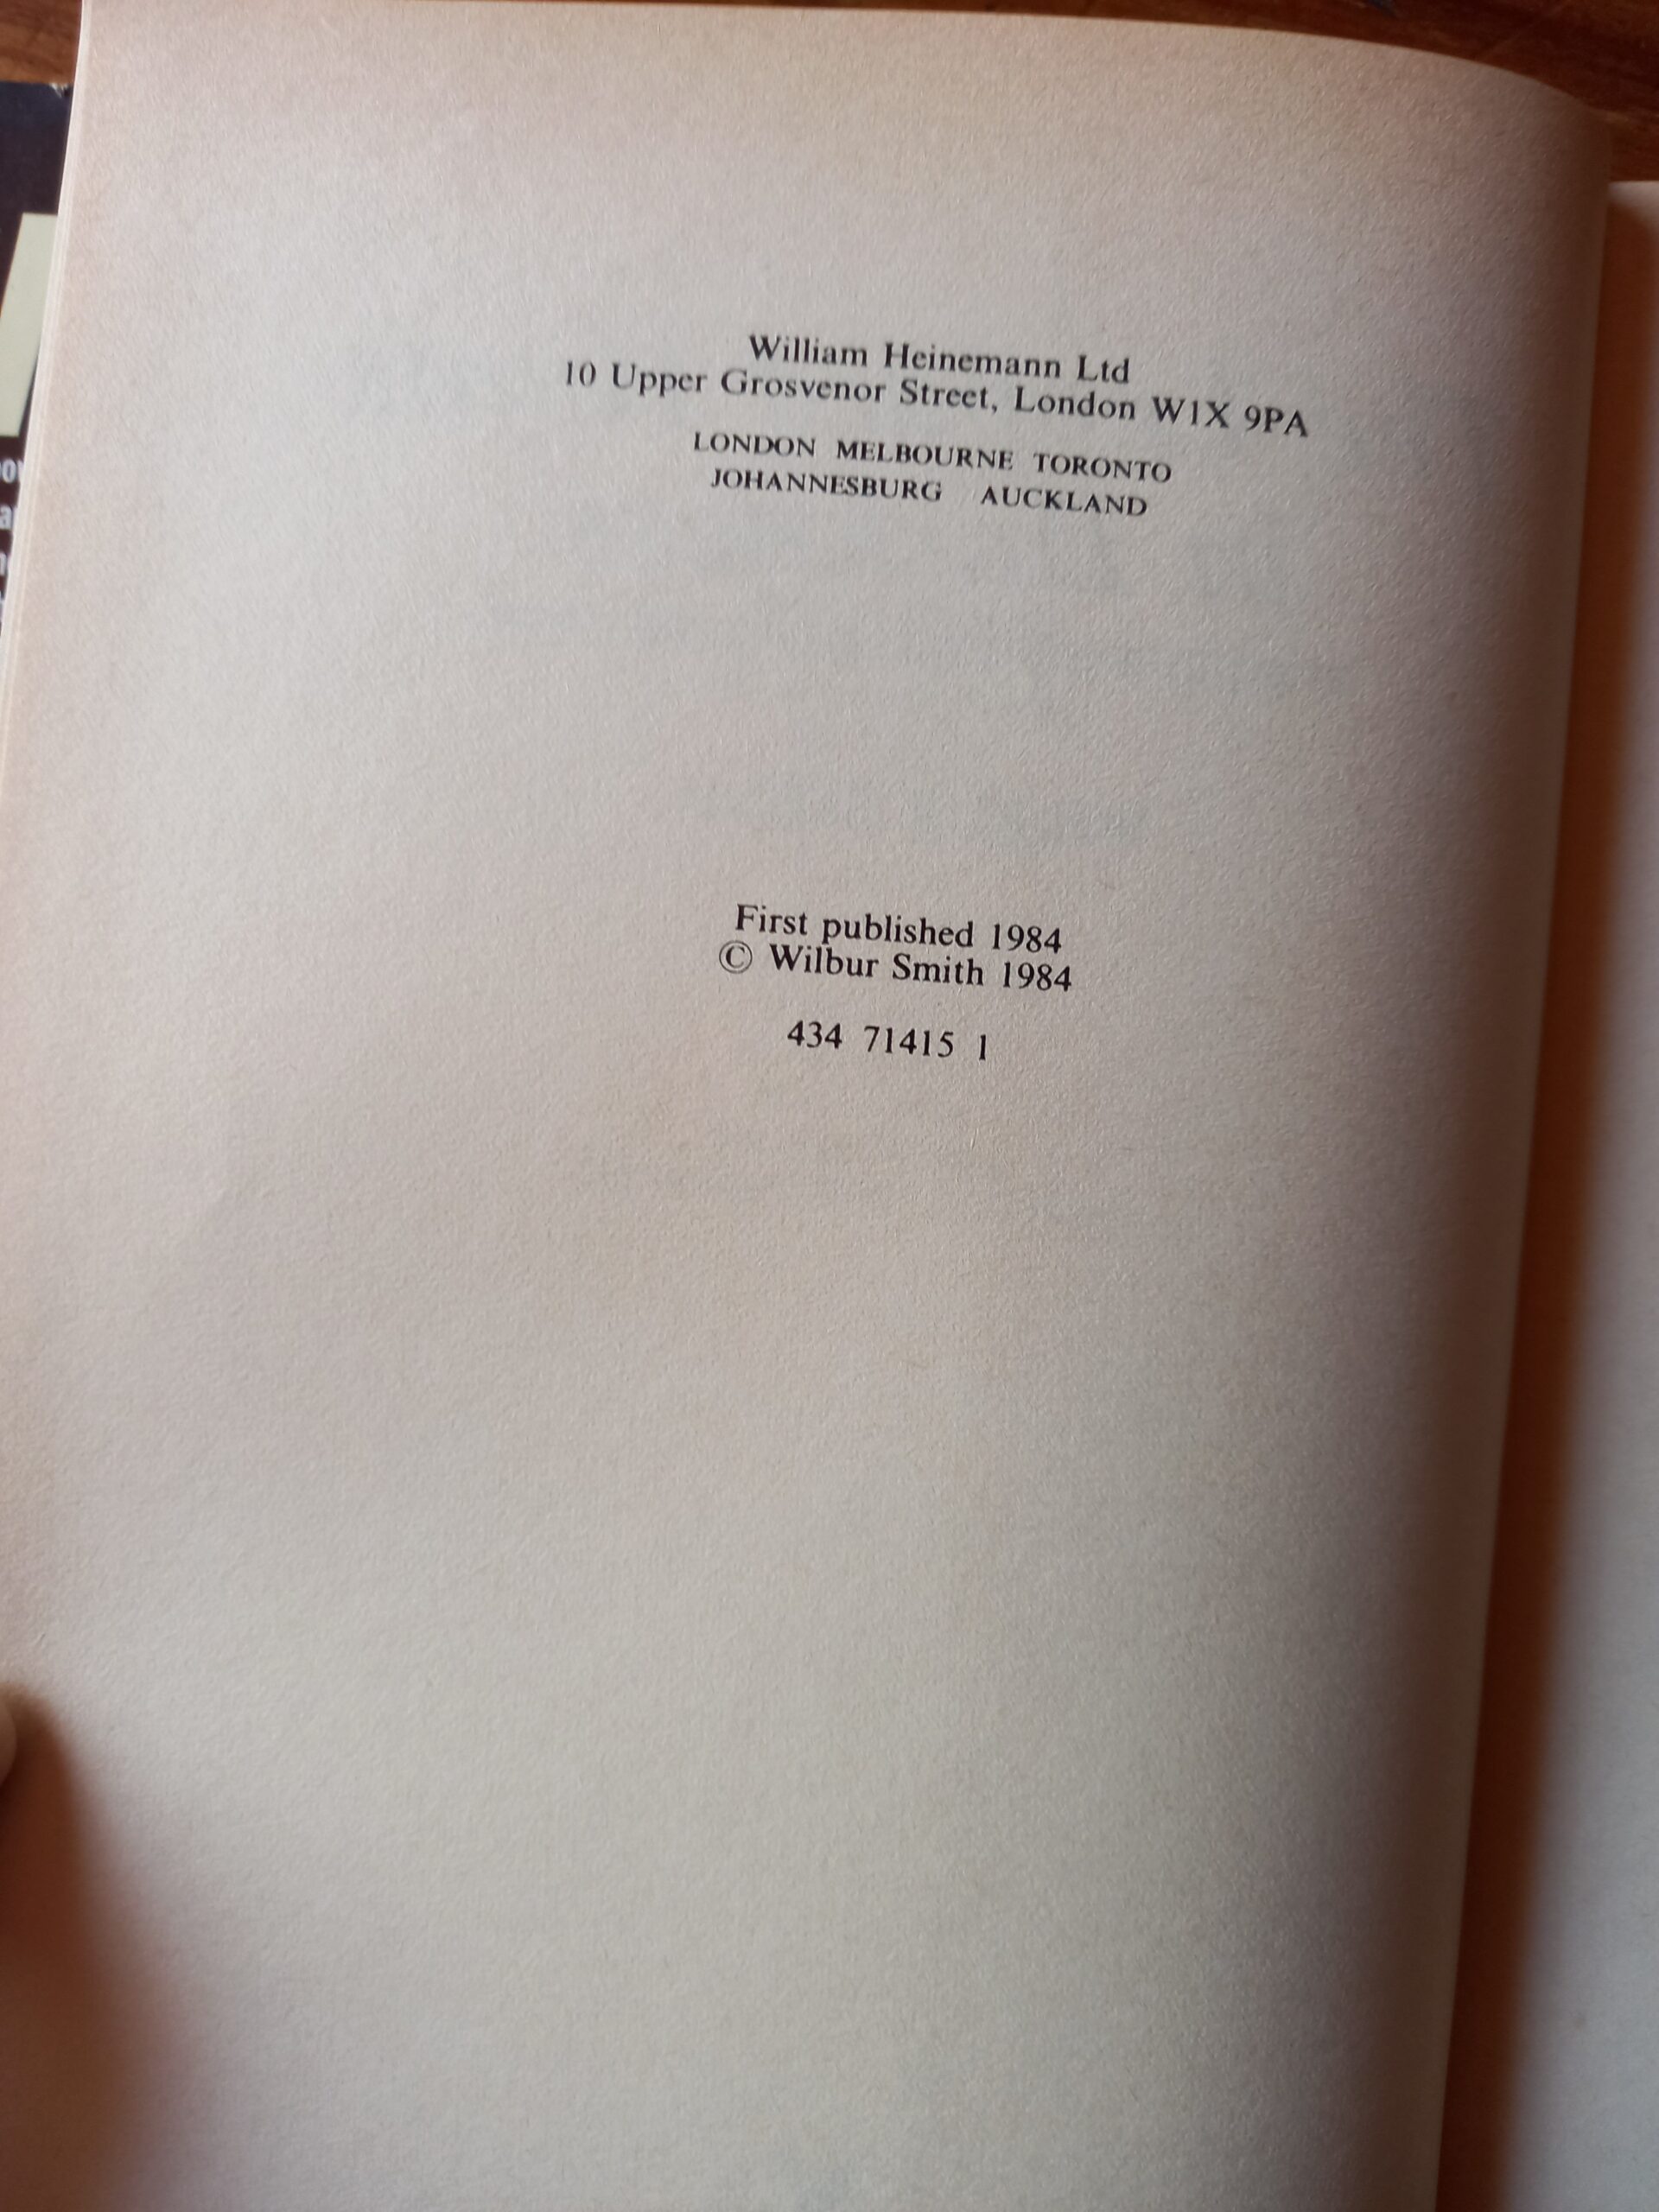 William Heinemann Ltd
10 Upper Grosvenor Street, London W1X 9PA
LONDON MELBOURNE TORONTO
JOHANNESBURG AUCKLAND
First published 1984
© Wilbur Smith 1984
434 71415 1